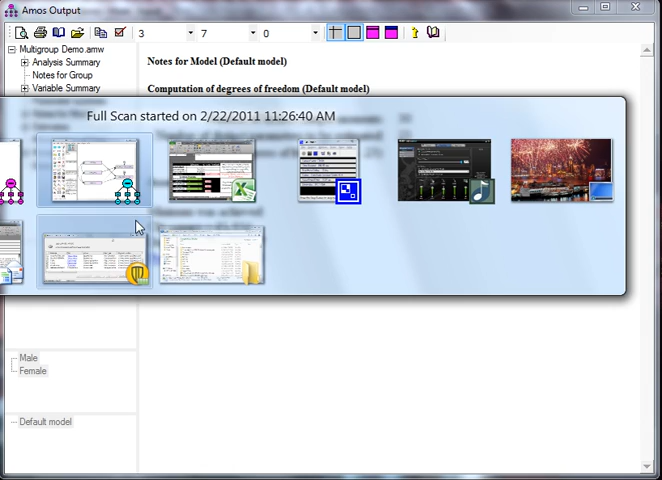 Amos Output
3 7 0
Multigroup Demo.amw
Analysis Summary
Notes for Group
Variable Summary
Notes for Model (Default model)
Computation of degrees of freedom (Default model)
Full Scan started on 2/22/2011 11:26:40 AM
Male
Female
Default model